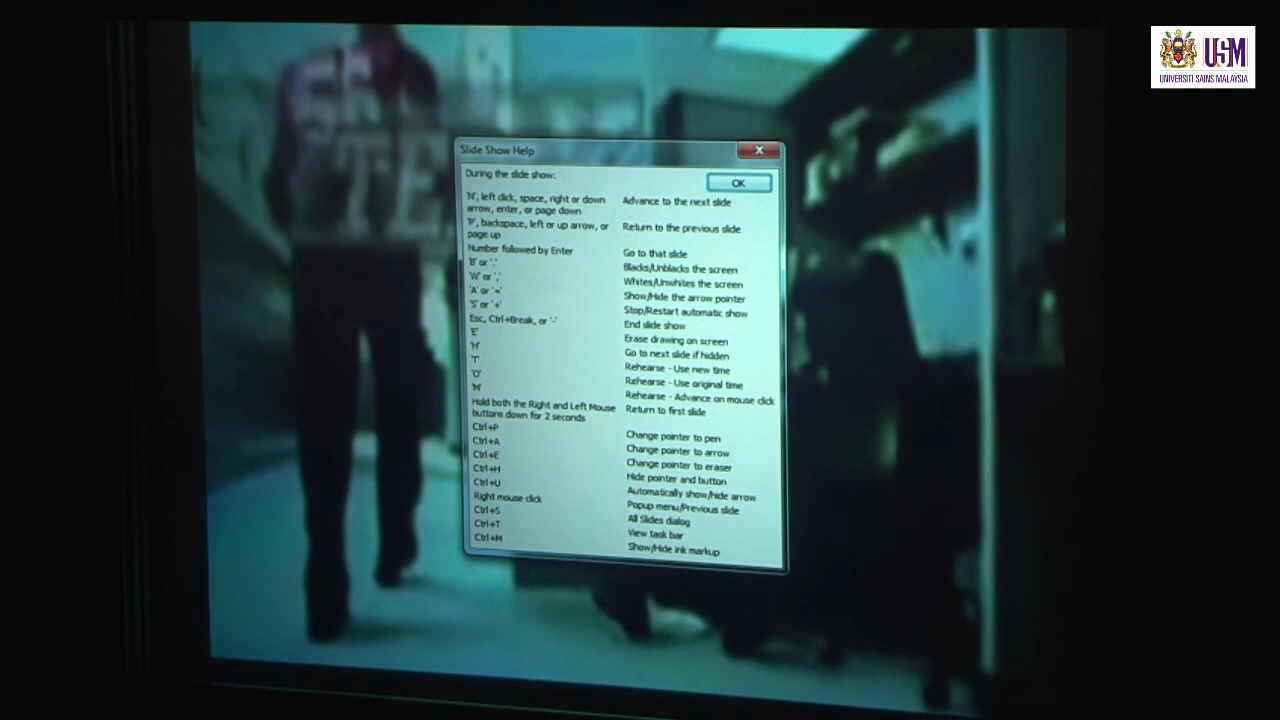 USM
UNIVERSITI SAINS MALAYSIA
TE
Slide Show Help
During the slide show:
OK
'N', left click, space, right or down
arrow, enter, or page down
Advance to the next slide
'P', backspace, left or up arrow, or
page up
Return to the previous slide
Number followed by Enter
Go to that slide
'B' or '.'
Blacks/Unblacks the screen
'W' or ','
Whites/Unwhites the screen
'A' or '='
Show/Hide the arrow pointer
'S' or '+'
Stop/Restart automatic show
Esc, Ctrl+Break, or '-'
End slide show
'E'
Erase drawing on screen
'H'
Go to next slide if hidden
'T'
Rehearse - Use new time
'O'
Rehearse - Use original time
'M'
Rehearse - Advance on mouse click
Hold both the Right and Left Mouse
buttons down for 2 seconds
Return to first slide
Ctrl+P
Change pointer to pen
Ctrl+A
Change pointer to arrow
Ctrl+E
Change pointer to eraser
Ctrl+H
Hide pointer and button
Ctrl+U
Automatically show/hide arrow
Right mouse click
Popup menu/Previous slide
Ctrl+S
All Slides dialog
Ctrl+T
View task bar
Ctrl+M
Show/Hide ink markup